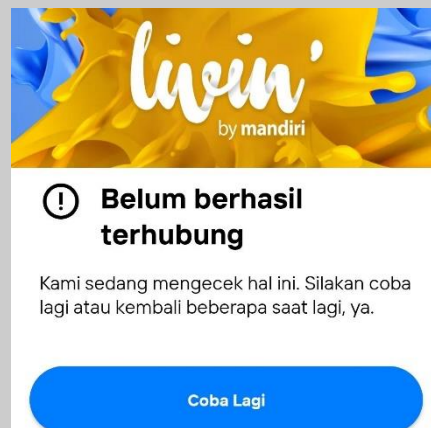 livin'
by mandiri
Belum berhasil
terhubung
Kami sedang mengecek hal ini. Silakan coba
lagi atau kembali beberapa saat lagi, ya.
Coba Lagi